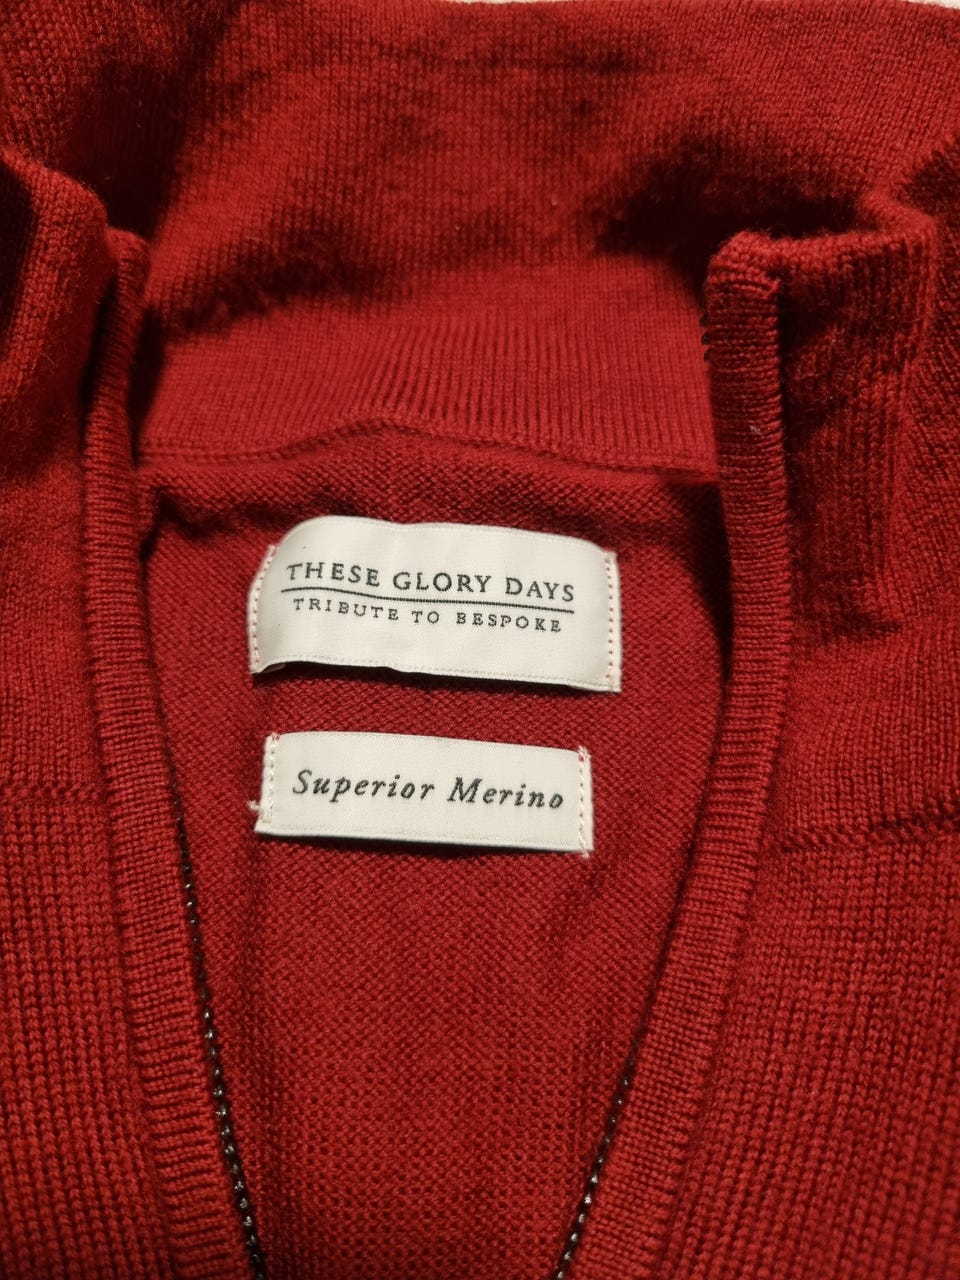 THESE GLORY DAYS
TRIBUTE TO BESPOKE
Superior Merino